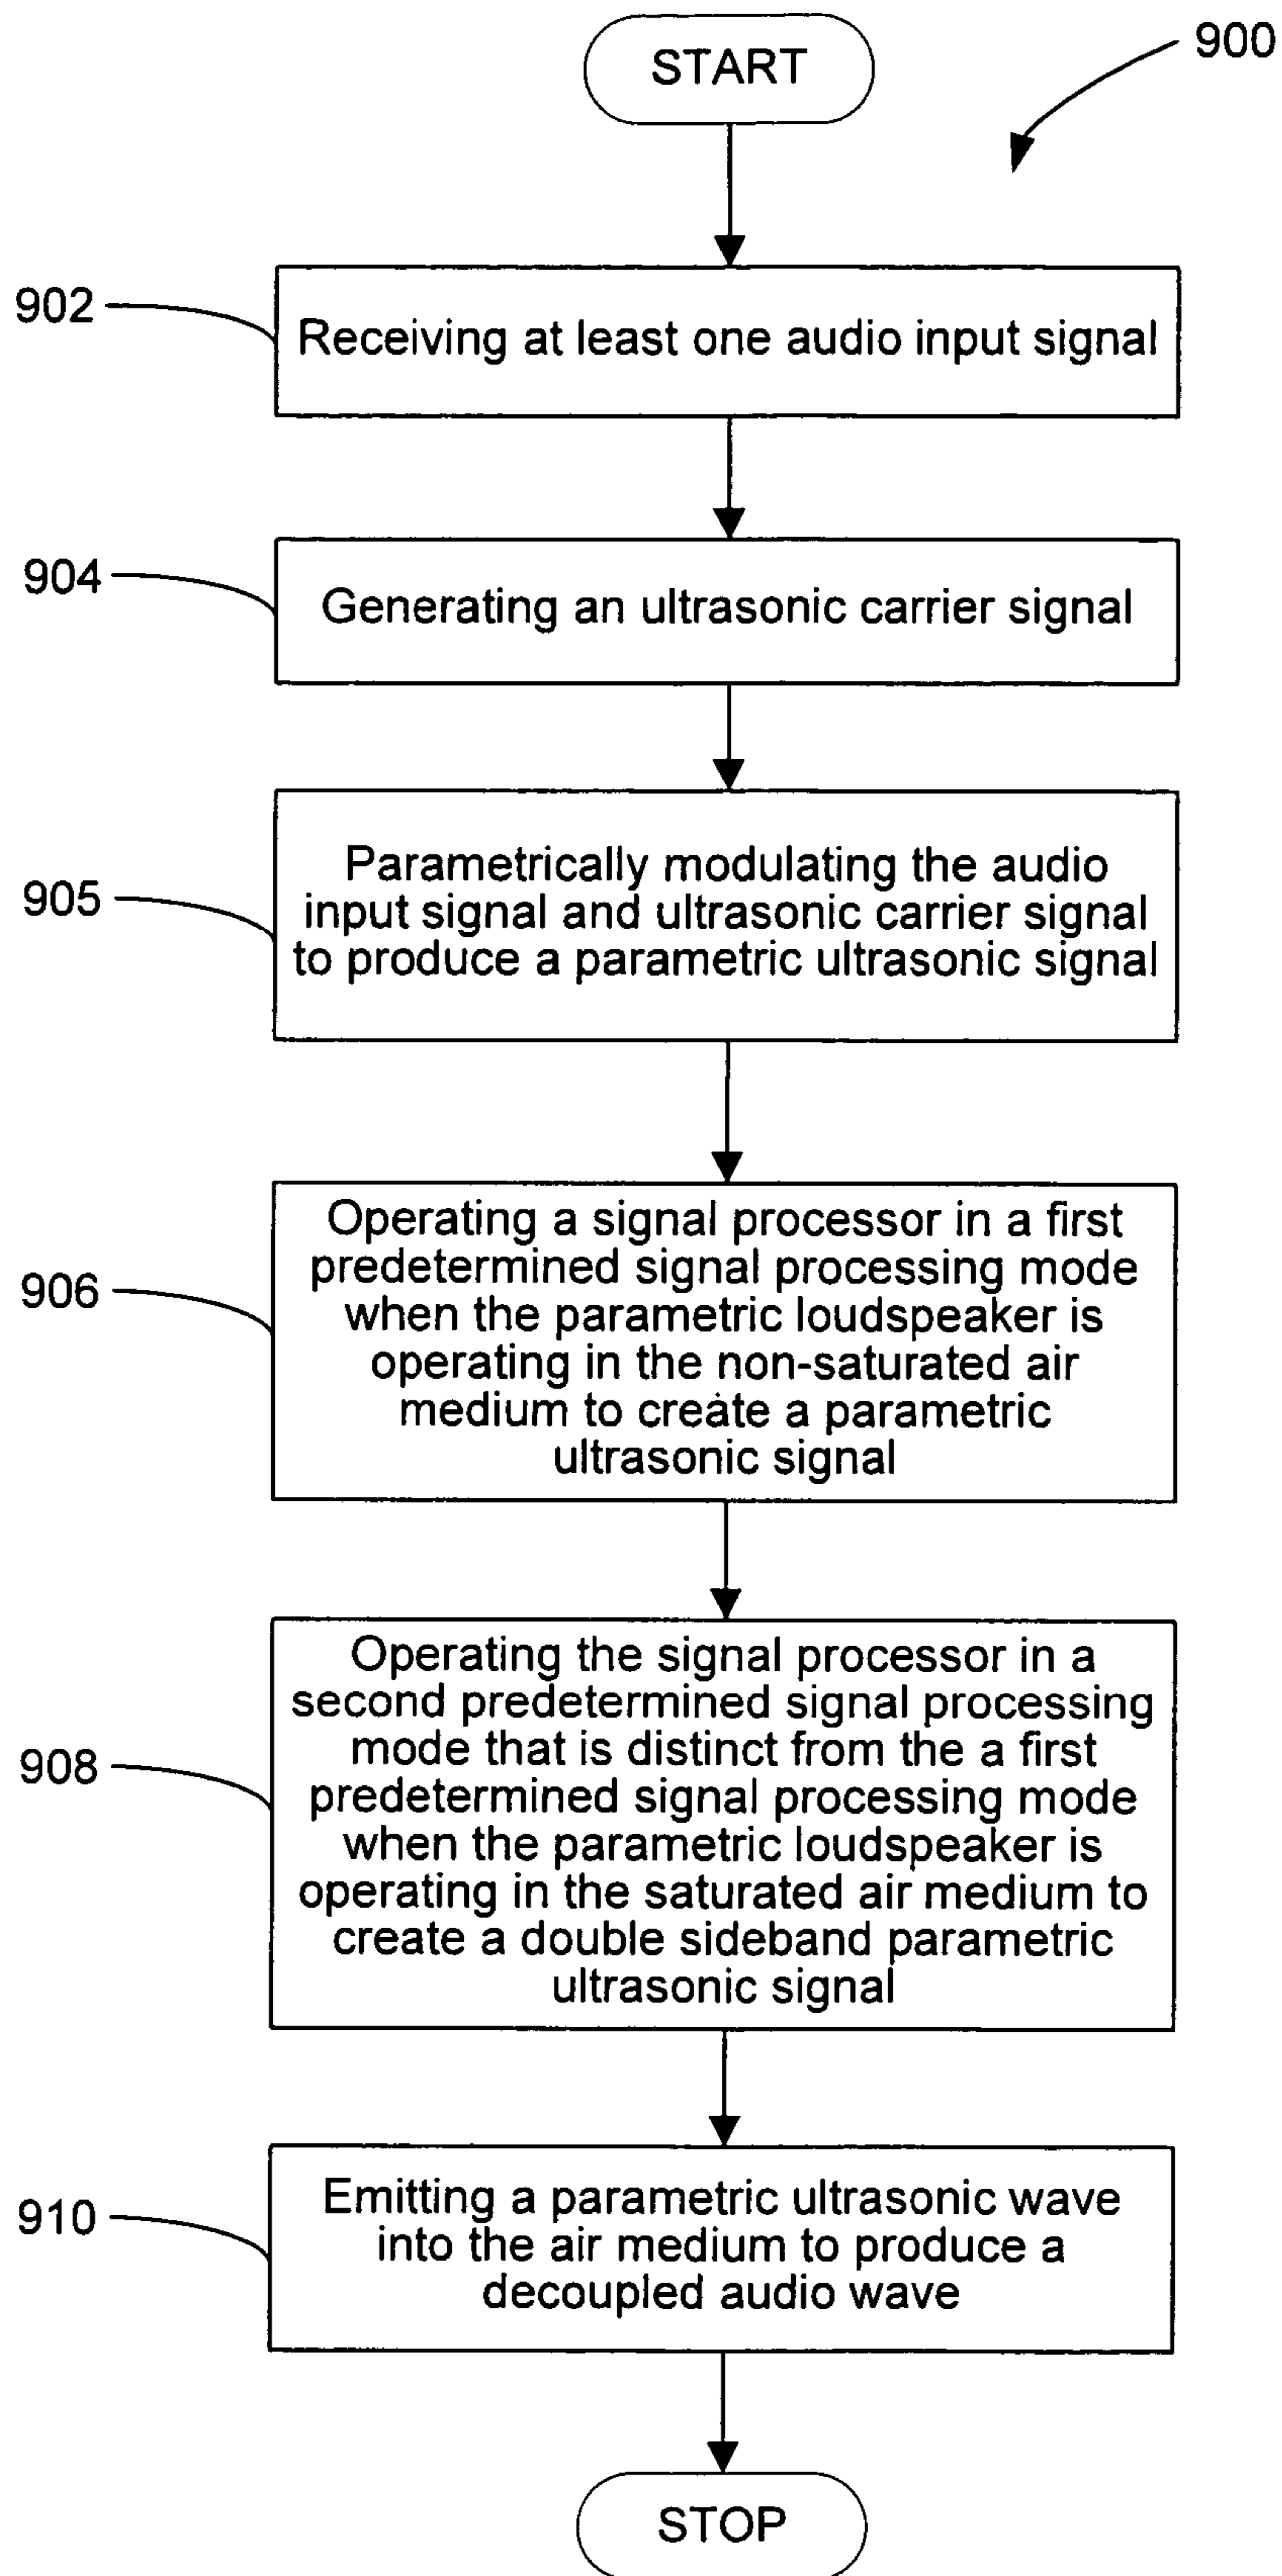 START
900
902
Receiving at least one audio input signal
904
Generating an ultrasonic carrier signal
905
Parametrically modulating the audio
input signal and ultrasonic carrier signal
to produce a parametric ultrasonic signal
906
Operating a signal processor in a first
predetermined signal processing mode
when the parametric loudspeaker is
operating in the non-saturated air
medium to create a parametric
ultrasonic signal
908
Operating the signal processor in a
second predetermined signal processing
mode that is distinct from the a first
predetermined signal processing mode
when the parametric loudspeaker is
operating in the saturated air medium to
create a double sideband parametric
ultrasonic signal
910
Emitting a parametric ultrasonic wave
into the air medium to produce a
decoupled audio wave
STOP